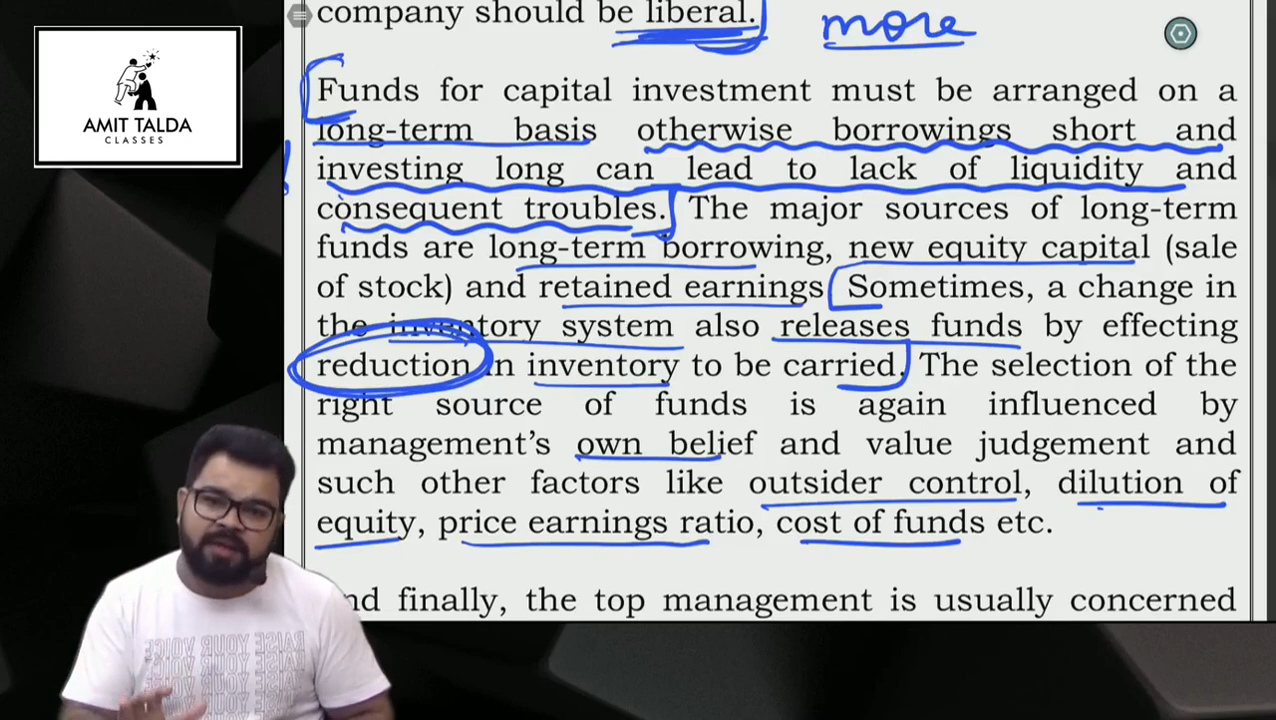 company should be liberal.
more
AMIT TALDA
CLASSES
Funds for capital investment must be arranged on a
long-term basis otherwise borrowings short and
investing long can lead to lack of liquidity and
consequent troubles. The major sources of long-term
funds are long-term borrowing, new equity capital (sale
of stock) and retained earnings Sometimes, a change in
the inventory system also releases funds by effecting
reduction in inventory to be carried. The selection of the
right source of funds is again influenced by
management's own belief and value judgement and
such other factors like outsider control, dilution of
equity, price earnings ratio, cost of funds etc.
And finally, the top management is usually concerned
RAISE YOUR VOICE